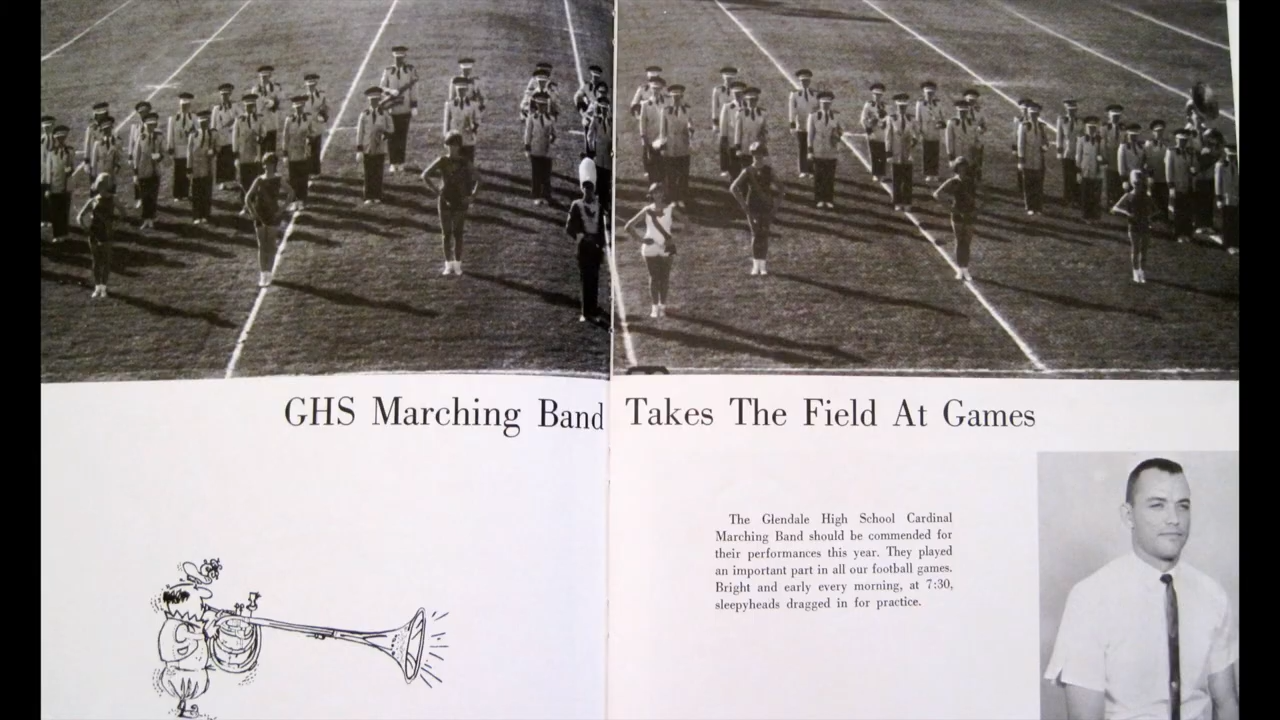 GHS Marching Band Takes The Field At Games
The Glendale High School Cardinal
Marching Band should be commended for
their performances this year. They played
an important part in all our football games.
Bright and early every morning, at 7:30,
sleepyheads dragged in for practice.